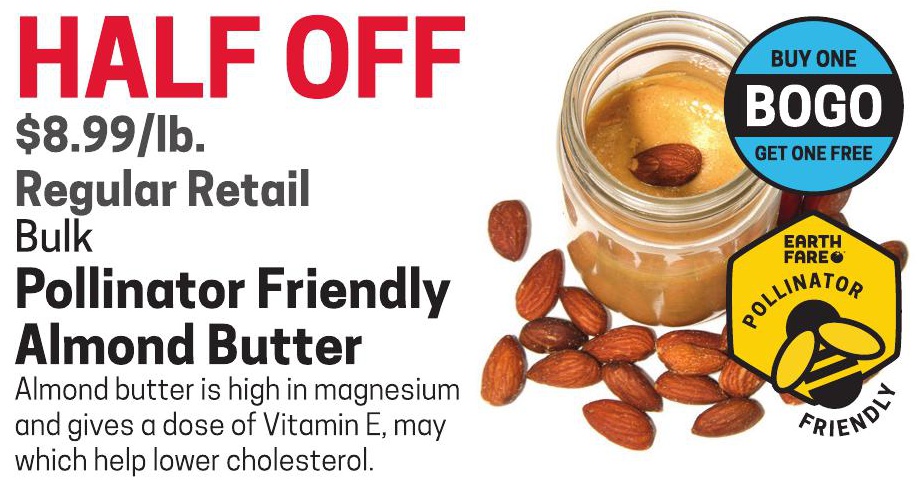 HALF OFF
$8.99/lb.
Regular Retail
Bulk
Pollinator Friendly
Almond Butter
Almond butter is high in magnesium
and gives a dose of Vitamin E, may
which help lower cholesterol.
BUY ONE
BOGO
GET ONE FREE
EARTH
FARE
POLLINATOR
FRIENDLY